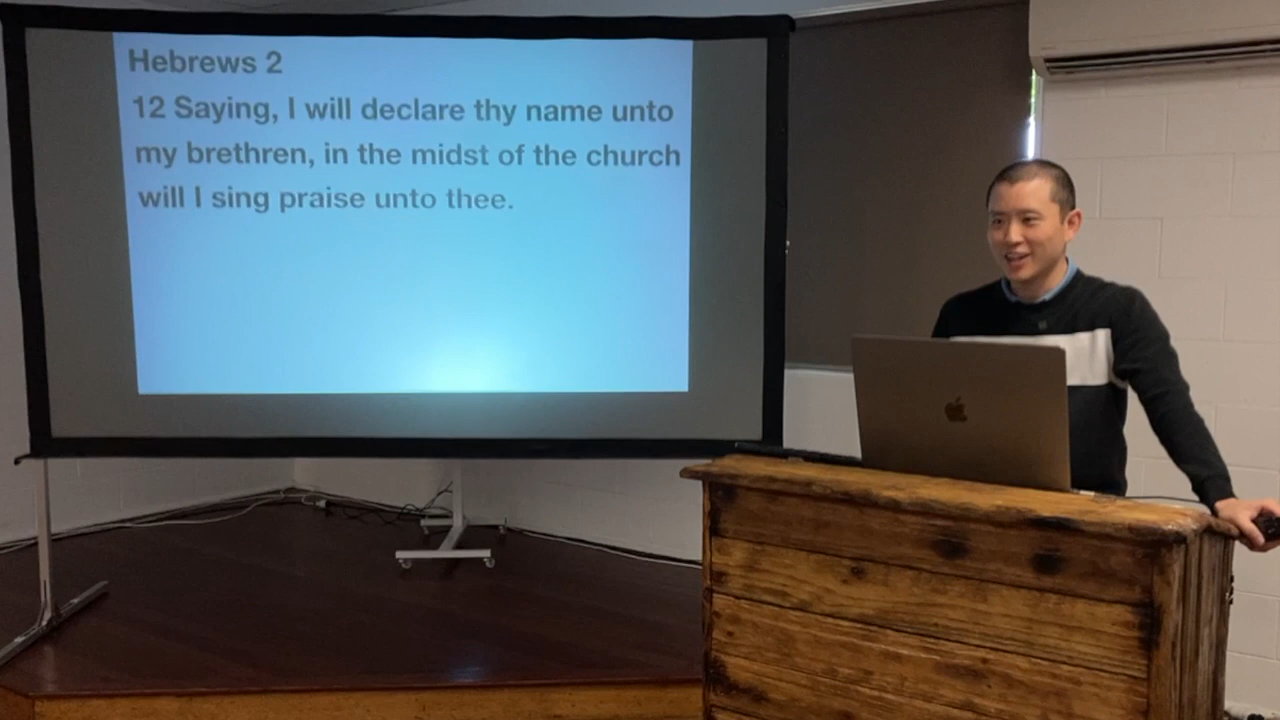 Hebrews 2
12 Saying, I will declare thy name unto
my brethren, in the midst of the church
will I sing praise unto thee.